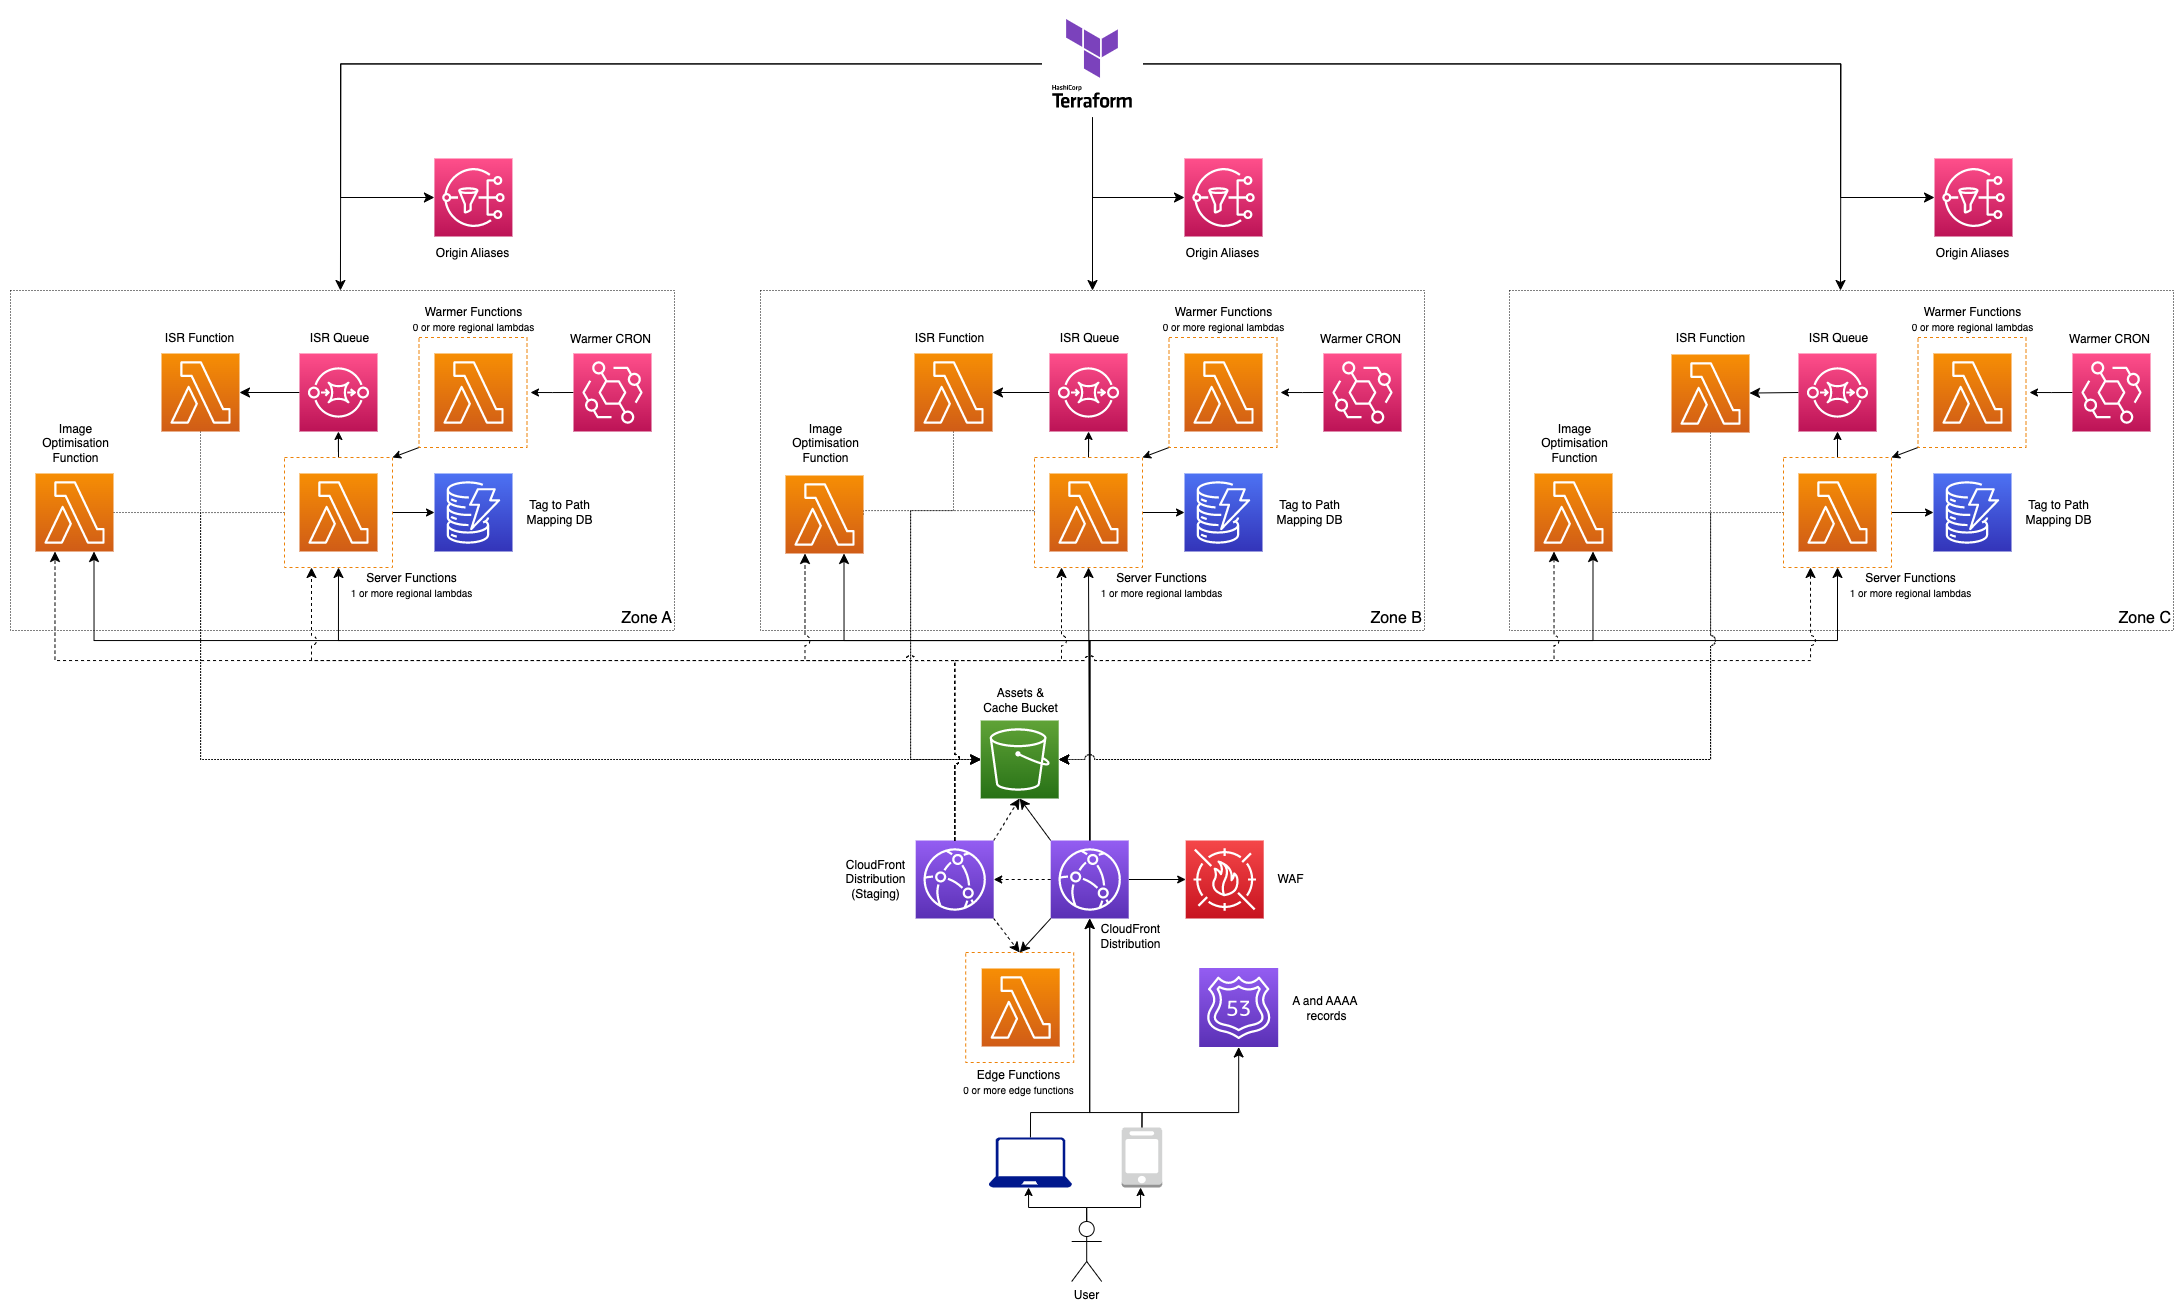 HashiCorp
Terraform
Origin Aliases
Origin Aliases
Origin Aliases
Warmer Functions
0 or more regional lambdas
ISR Function
ISR Queue
Warmer CRON
Image
Optimisation
Function
Tag to Path
Mapping DB
Server Functions
1 or more regional lambdas
Zone A
Warmer Functions
0 or more regional lambdas
ISR Function
ISR Queue
Warmer CRON
Image
Optimisation
Function
Tag to Path
Mapping DB
Server Functions
1 or more regional lambdas
Zone B
Warmer Functions
0 or more regional lambdas
ISR Function
ISR Queue
Warmer CRON
Image
Optimisation
Function
Tag to Path
Mapping DB
Server Functions
1 or more regional lambdas
Zone C
Assets &
Cache Bucket
CloudFront
Distribution
(Staging)
WAF
CloudFront
Distribution
53
A and AAAA
records
Edge Functions
0 or more edge functions
User